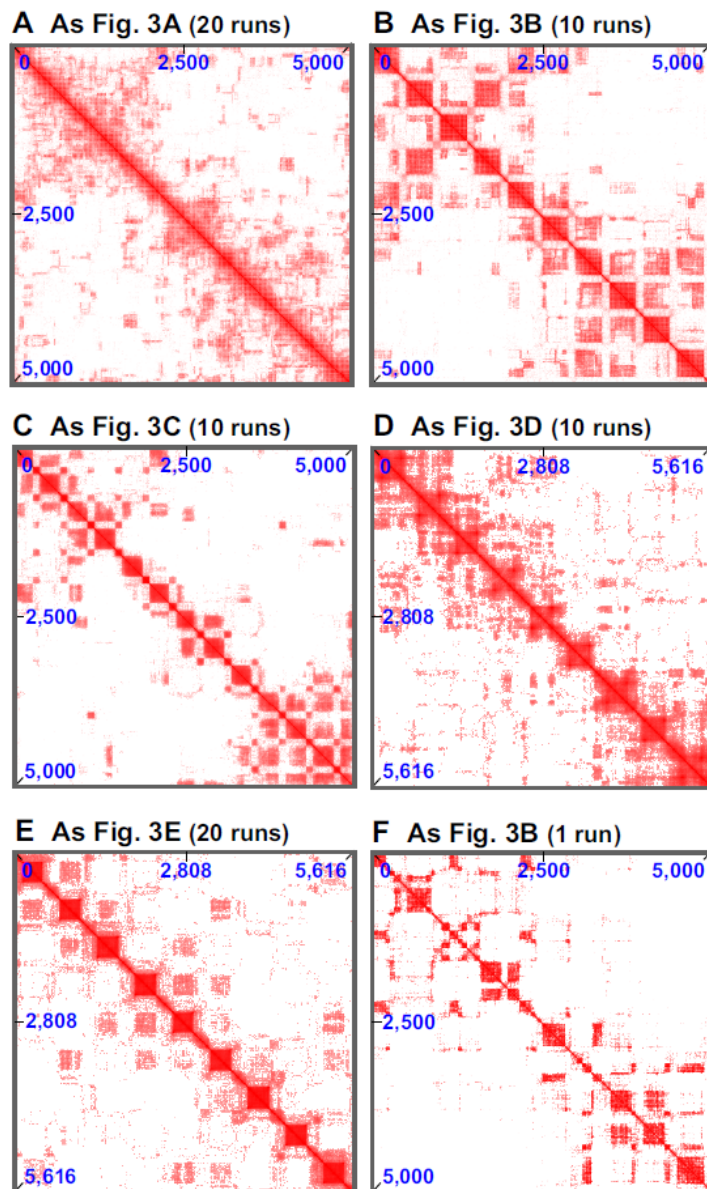 A As Fig. 3A (20 runs)
0 2,500 5,000
2,500
5,000
B As Fig. 3B (10 runs)
0 2,500 5,000
2,500
5,000
C As Fig. 3C (10 runs)
0 2,500 5,000
2,500
5,000
D As Fig. 3D (10 runs)
0 2,808 5,616
2,808
5,616
E As Fig. 3E (20 runs)
0 2,808 5,616
2,808
5,616
F As Fig. 3B (1 run)
0 2,500 5,000
2,500
5,000